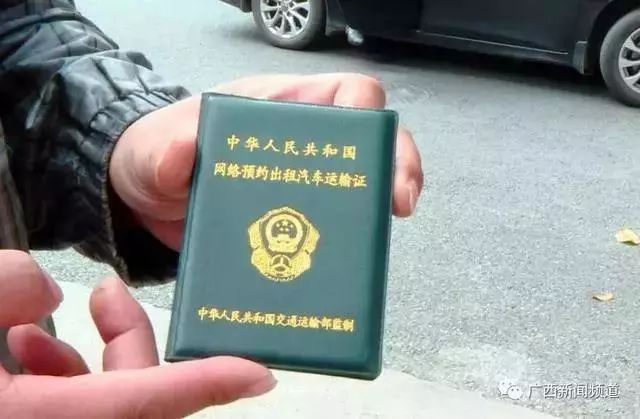 中华人民共和国
网络预约出租汽车运输证
中华人民共和国交通运输部监制
广西新闻频道